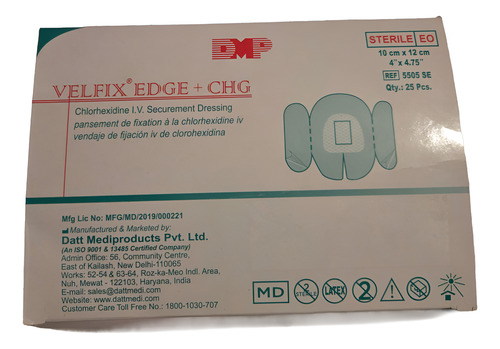 DMP
STERILE EO
10 cm x 12 cm
4" x 4.75"
REF 5505 SE
Qty.: 25 Pcs.
VELFIX® EDGE + CHG
Chlorhexidine I.V. Securement Dressing
pansement de fixation à la chlorhexidine iv
vendaje de fijación iv de clorohexidina
Mfg Lic No: MFG/MD/2019/000221
Manufactured & Marketed by:
Datt Mediproducts Pvt. Ltd.
(An ISO 9001 & 13485 Certified Company)
Admin Office: 56, Community Centre,
East of Kailash, New Delhi-110065
Works: 52-54 & 63-64, Roz-ka-Meo Indl. Area,
Nuh, Mewat - 122103, Haryana, India
E-mail: sales@dattmedi.com
Website: www.dattmedi.com
Customer Care Toll Free No.: 1800-1030-707
MD 2 STERILE LATEX 2